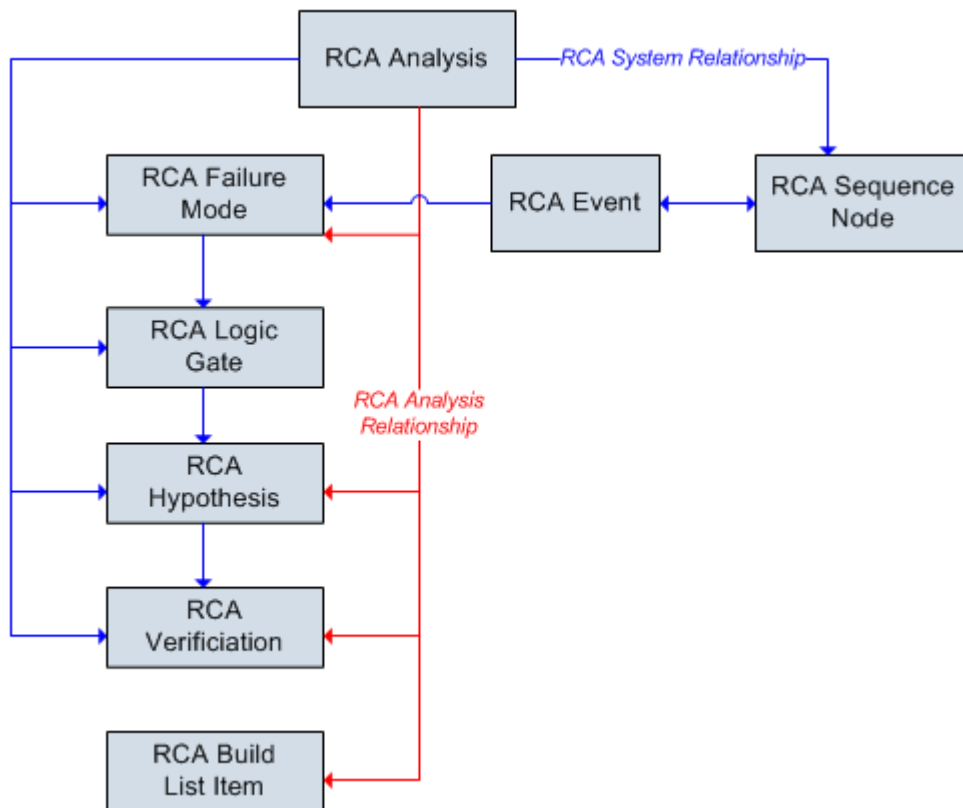 RCA Analysis
RCA System Relationship
RCA Failure
Mode
RCA Event
RCA Sequence
Node
RCA Logic
Gate
RCA Analysis
Relationship
RCA
Hypothesis
RCA
Verificiation
RCA Build
List Item